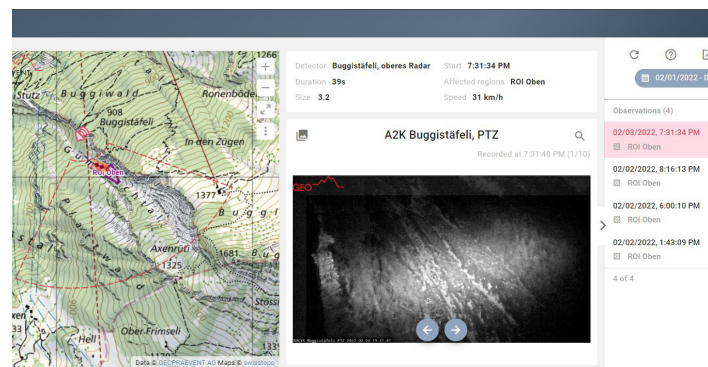 1266
Stutz
Buggiwald
Ronenböde
908
Buggistäfeli
In den Zügen
ROI Oben
1377
Axenrüti
1325
1681
Ober-Frimseli
Hell
Data © GEOPRAEVENT AG Maps © swisstopo
Detector Buggistäfeli, oberes Radar Start 7:31:34 PM
Duration 39s Affected regions ROI Oben
Size 3.2 Speed 31 km/h
A2K Buggistäfeli, PTZ
Recorded at 7:31:40 PM (1/10)
GEO
02/01/2022 - 0
Observations (4)
02/03/2022, 7:31:34 PM
ROI Oben
02/02/2022, 8:16:13 PM
ROI Oben
02/02/2022, 6:00:10 PM
ROI Oben
02/02/2022, 1:43:09 PM
ROI Oben
4 of 4